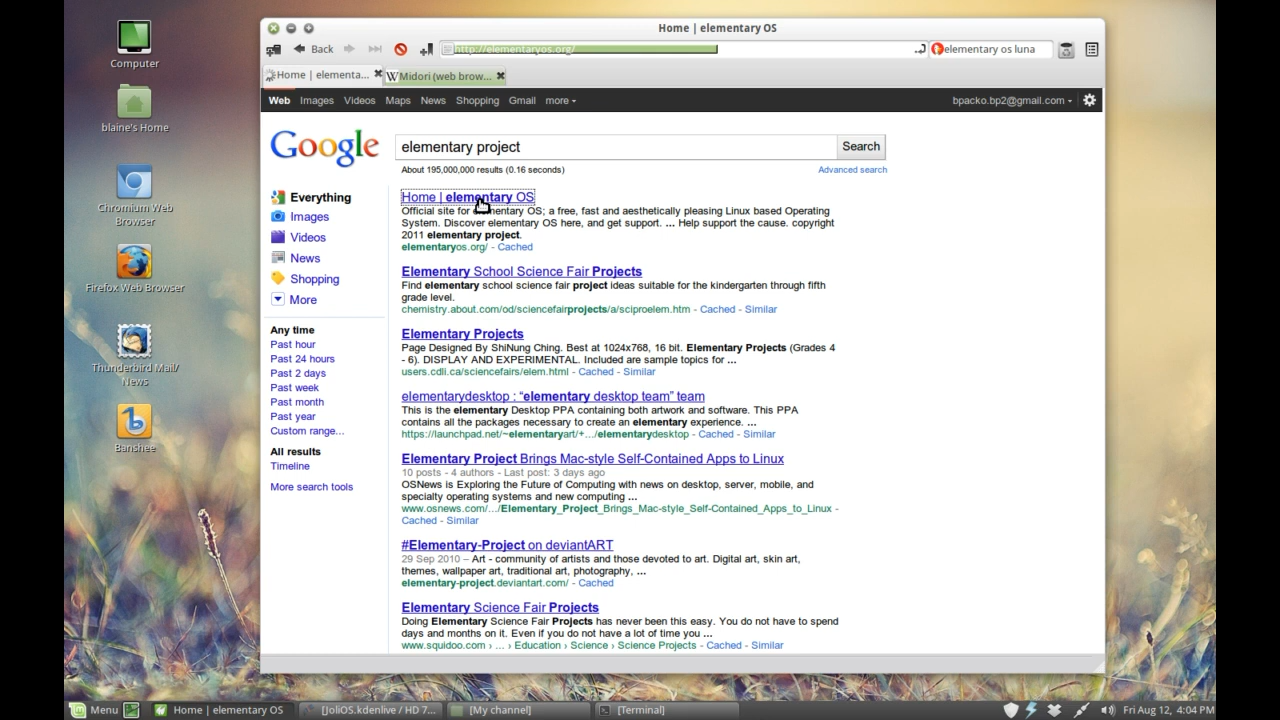 Computer
blaine's Home
Chromium Web
Browser
Firefox Web Browser
Thunderbird Mail/
News
Banshee
Home | elementary OS
Back
http://elementaryos.org/
elementary os luna
Home | elementa...
Midori (web brow...
Web Images Videos Maps News Shopping Gmail more
bpacko.bp2@gmail.com
Google
elementary project
Search
About 195,000,000 results (0.16 seconds)
Advanced search
Everything
Images
Videos
News
Shopping
More
Any time
Past hour
Past 24 hours
Past 2 days
Past week
Past month
Past year
Custom range...
All results
Timeline
More search tools
Home | elementary OS
Official site for elementary OS; a free, fast and aesthetically pleasing Linux based Operating
System. Discover elementary OS here, and get support. ... Help support the cause. copyright
2011 elementary project.
elementaryos.org/ - Cached
Elementary School Science Fair Projects
Find elementary school science fair project ideas suitable for the kindergarten through fifth
grade level.
chemistry.about.com/od/sciencefairprojects/a/sciproelem.htm - Cached - Similar
Elementary Projects
Page Designed By ShiNung Ching. Best at 1024x768, 16 bit. Elementary Projects (Grades 4
- 6). DISPLAY AND EXPERIMENTAL. Included are sample topics for ...
users.cdli.ca/sciencefairs/elem.html - Cached - Similar
elementarydesktop : “elementary desktop team” team
This is the elementary Desktop PPA containing both artwork and software. This PPA
contains all the packages necessary to create an elementary experience. ...
https://launchpad.net/~elementaryart/+.../elementarydesktop - Cached - Similar
Elementary Project Brings Mac-style Self-Contained Apps to Linux
10 posts - 4 authors - Last post: 3 days ago
OSNews is Exploring the Future of Computing with news on desktop, server, mobile, and
specialty operating systems and new computing ...
www.osnews.com/.../Elementary_Project_Brings_Mac-style_Self-Contained_Apps_to_Linux -
Cached - Similar
#Elementary-Project on deviantART
29 Sep 2010 – Art - community of artists and those devoted to art. Digital art, skin art,
themes, wallpaper art, traditional art, photography, ...
elementary-project.deviantart.com/ - Cached
Elementary Science Fair Projects
Doing Elementary Science Fair Projects has never been this easy. You do not have to spend
days and months on it. Even if you do not have a lot of time you ...
www.squidoo.com › ... › Education › Science › Science Projects - Cached - Similar
Menu
Home | elementary OS
[JoliOS.kdenlive / HD 7...
[My channel]
[Terminal]
Fri Aug 12, 4:04 PM